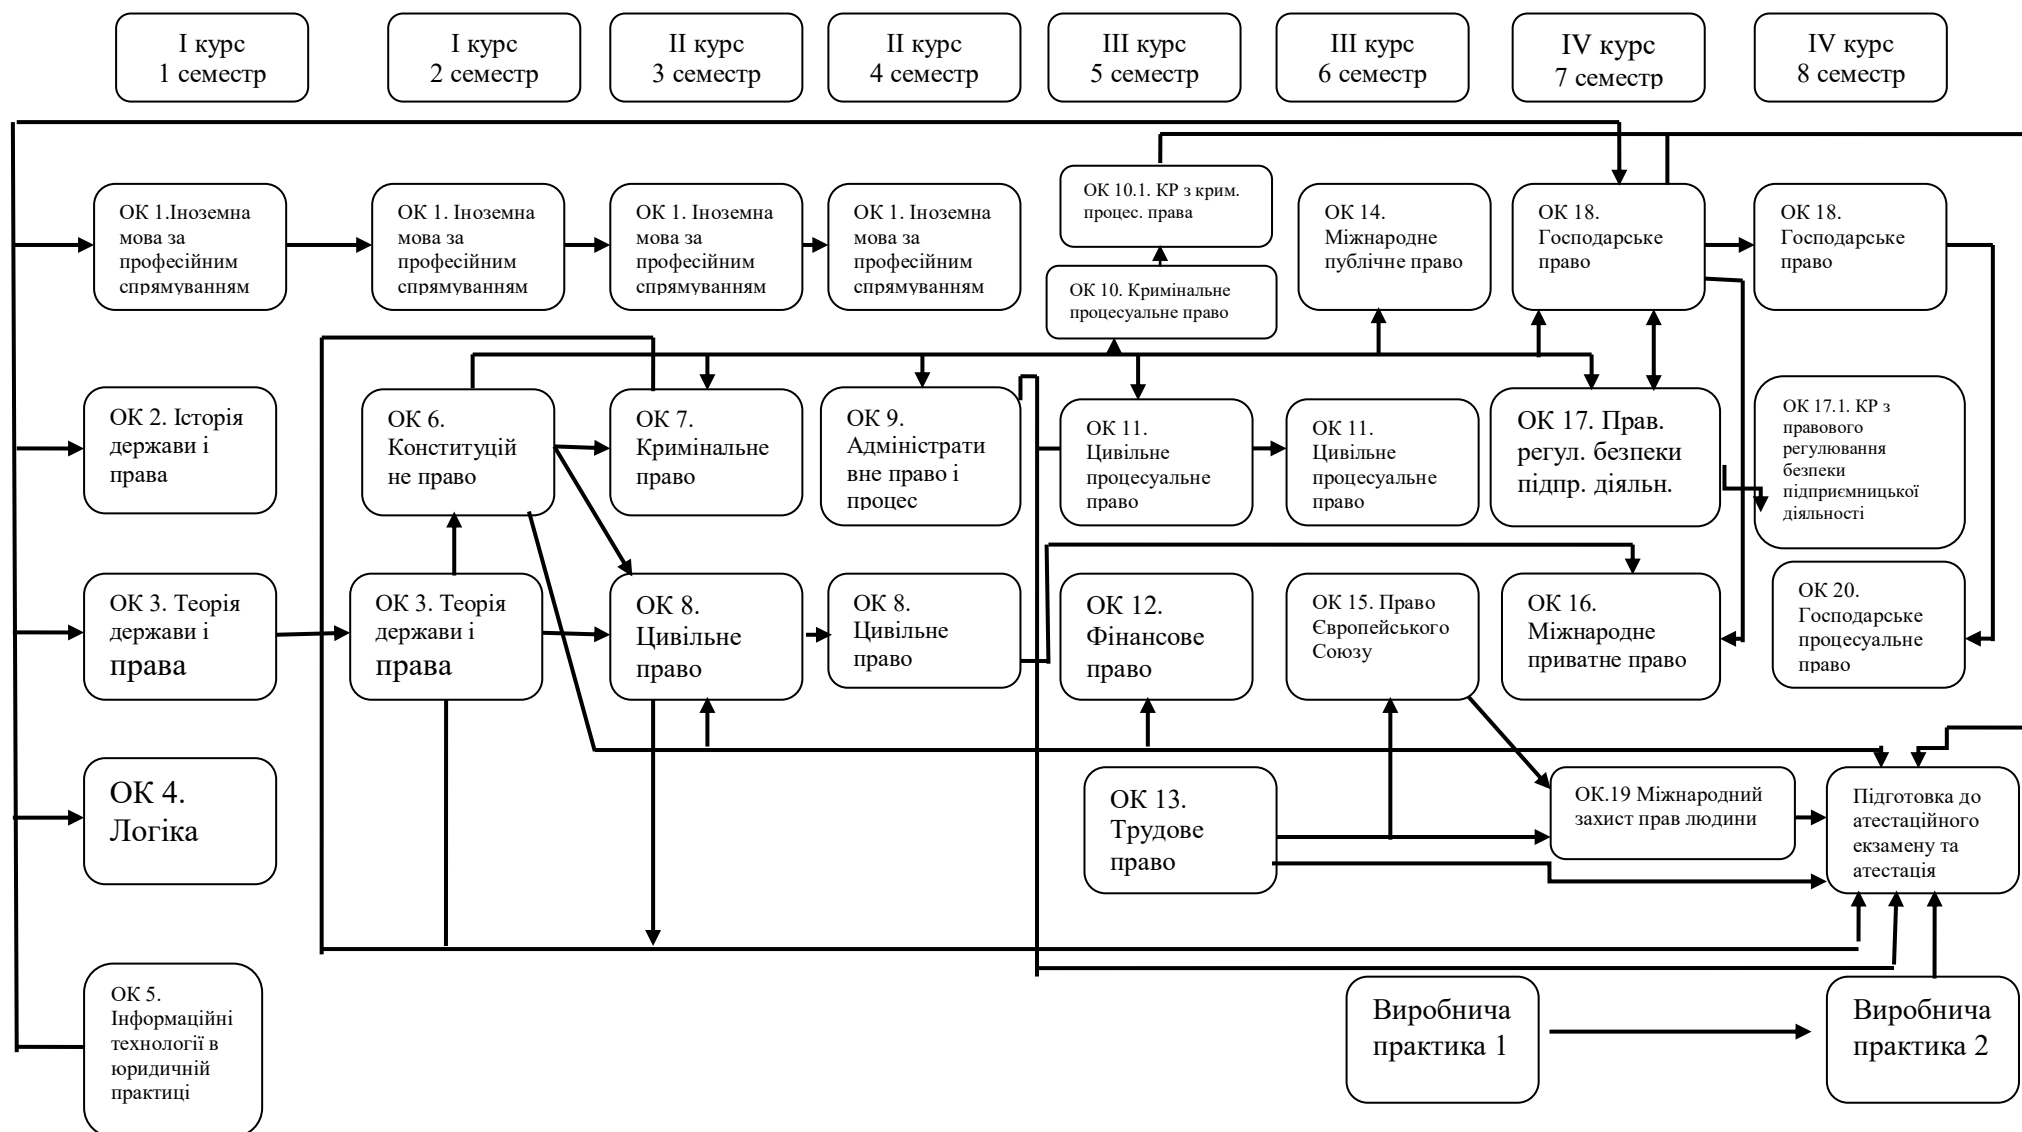 I курс
1 семестр
I курс
2 семестр
II курс
3 семестр
II курс
4 семестр
III курс
5 семестр
III курс
6 семестр
IV курс
7 семестр
IV курс
8 семестр
ОК 1.Іноземна
мова за
професійним
спрямуванням
ОК 1. Іноземна
мова за
професійним
спрямуванням
ОК 1. Іноземна
мова за
професійним
спрямуванням
ОК 1. Іноземна
мова за
професійним
спрямуванням
ОК 10.1. КР з крим.
процес. права
ОК 10. Кримінальне
процесуальне право
ОК 14.
Міжнародне
публічне право
ОК 18.
Господарське
право
ОК 18.
Господарське
право
ОК 2. Історія
держави і
права
ОК 6.
Конституцій
не право
ОК 7.
Кримінальне
право
ОК 9.
Адміністрати
вне право і
процес
ОК 11.
Цивільне
процесуальне
право
ОК 11.
Цивільне
процесуальне
право
ОК 17. Прав.
регул. безпеки
підпр. діяльн.
ОК 17.1. КР з
правового
регулювання
безпеки
підприємницької
діяльності
ОК 3. Теорія
держави і
права
ОК 3. Теорія
держави і
права
ОК 8.
Цивільне
право
ОК 8.
Цивільне
право
ОК 12.
Фінансове
право
ОК 15. Право
Європейського
Союзу
ОК 16.
Міжнародне
приватне право
ОК 20.
Господарське
процесуальне
право
ОК 4.
Логіка
ОК 13.
Трудове
право
ОК.19 Міжнародний
захист прав людини
Підготовка до
атестаційного
екзамену та
атестація
ОК 5.
Інформаційні
технології в
юридичній
практиці
Виробнича
практика 1
Виробнича
практика 2